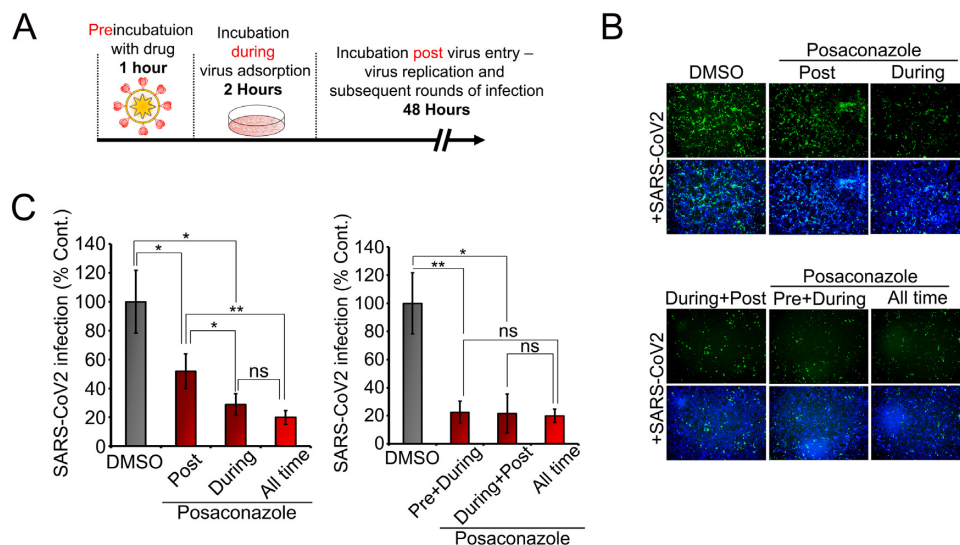 A
Preincubatuion
with drug
1 hour
Incubation
during
virus adsorption
2 Hours
Incubation post virus entry –
virus replication and
subsequent rounds of infection
48 Hours
B
Posaconazole
DMSO
Post
During
+SARS-CoV2
Posaconazole
During+Post
Pre+During
All time
+SARS-CoV2
C
SARS-CoV2 infection (% Cont.)
140
120
100
80
60
40
20
0
*
*
**
*
ns
DMSO
Post
During
All time
Posaconazole
SARS-CoV2 infection (% Cont.)
140
120
100
80
60
40
20
0
*
**
ns
ns
DMSO
Pre+During
During+Post
All time
Posaconazole